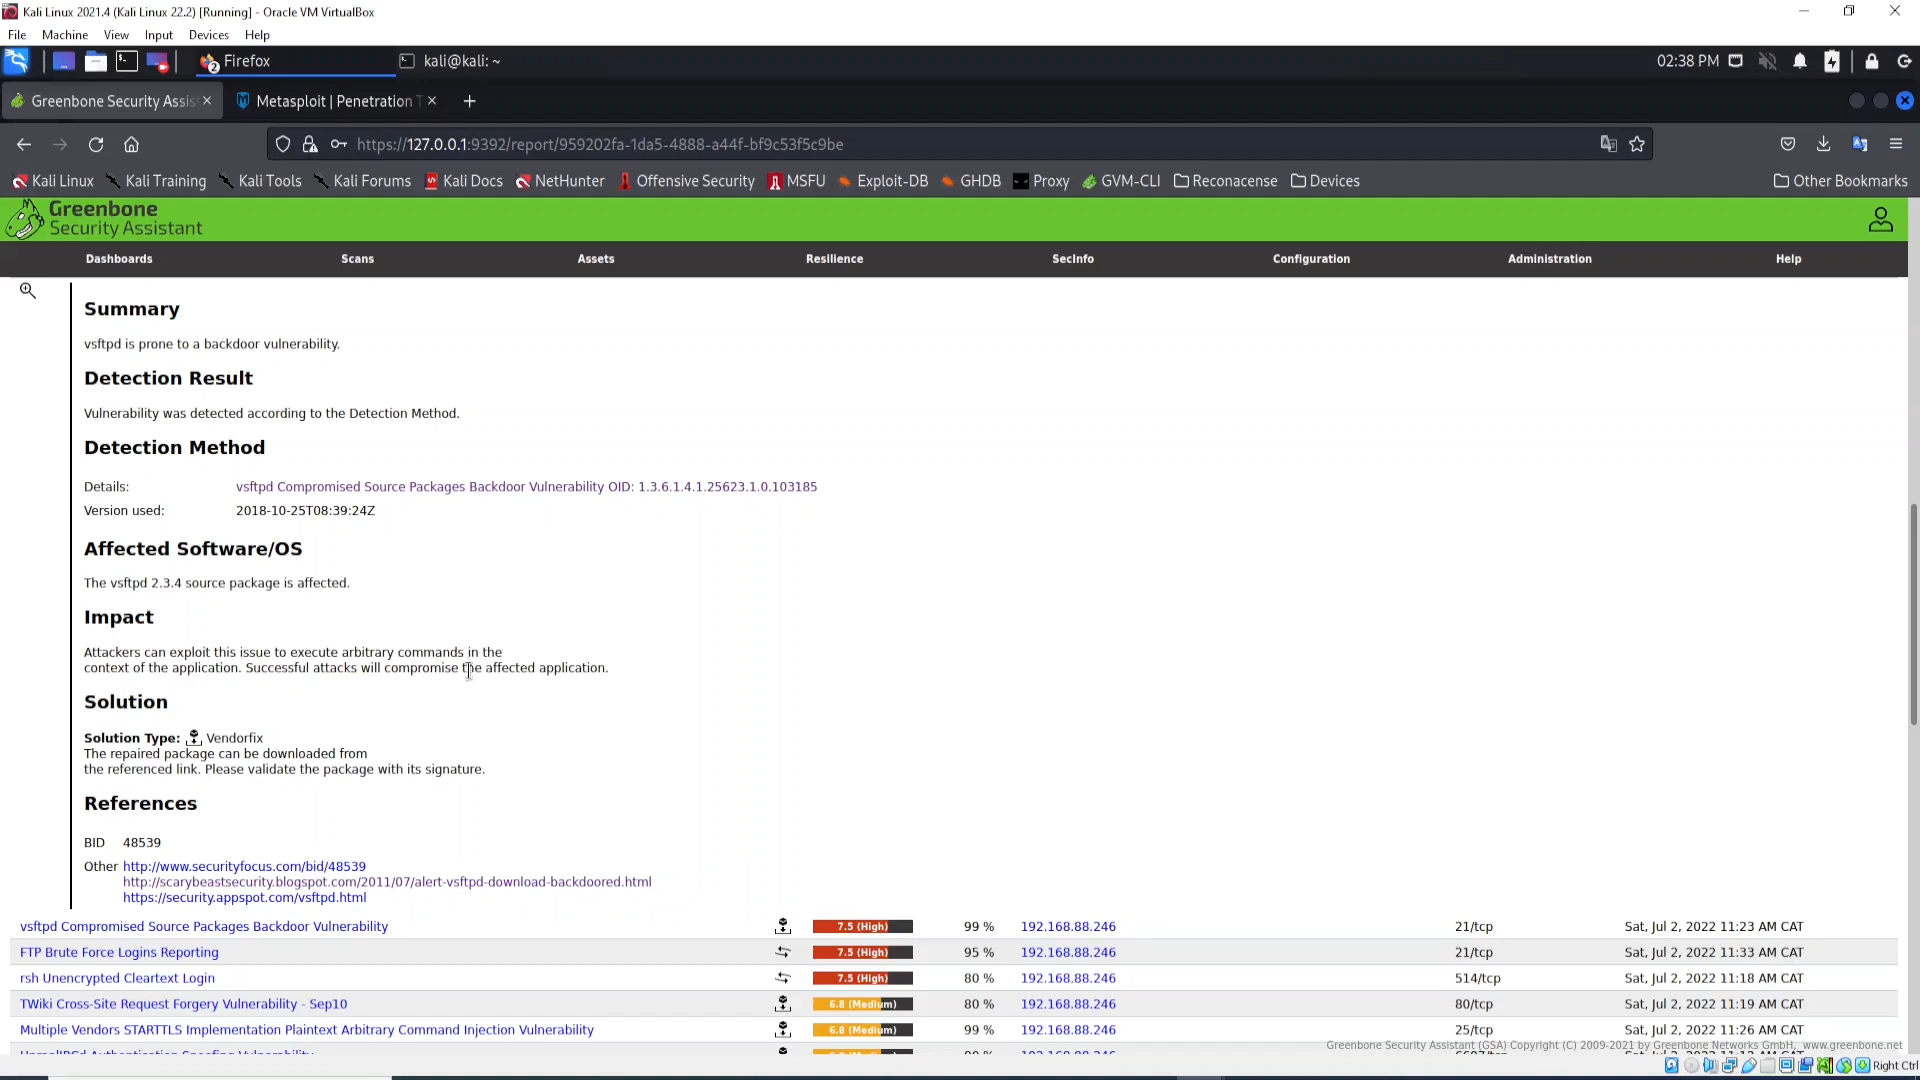 Kali Linux 2021.4 (Kali Linux 22.2) [Running] - Oracle VM VirtualBox
File Machine View Input Devices Help
2 Firefox kali@kali: ~ 02:38 PM
Greenbone Security Assis Metasploit | Penetration T
https://127.0.0.1:9392/report/959202fa-1da5-4888-a44f-bf9c53f5c9be
Kali Linux Kali Training Kali Tools Kali Forums Kali Docs NetHunter Offensive Security MSFU Exploit-DB GHDB Proxy GVM-CLI Reconacense Devices Other Bookmarks
Greenbone
Security Assistant
Dashboards Scans Assets Resilience SecInfo Configuration Administration Help
Summary
vsftpd is prone to a backdoor vulnerability.
Detection Result
Vulnerability was detected according to the Detection Method.
Detection Method
Details: vsftpd Compromised Source Packages Backdoor Vulnerability OID: 1.3.6.1.4.1.25623.1.0.103185
Version used: 2018-10-25T08:39:24Z
Affected Software/OS
The vsftpd 2.3.4 source package is affected.
Impact
Attackers can exploit this issue to execute arbitrary commands in the
context of the application. Successful attacks will compromise the affected application.
Solution
Solution Type: Vendorfix
The repaired package can be downloaded from
the referenced link. Please validate the package with its signature.
References
BID 48539
Other http://www.securityfocus.com/bid/48539
http://scarybeastsecurity.blogspot.com/2011/07/alert-vsftpd-download-backdoored.html
https://security.appspot.com/vsftpd.html
vsftpd Compromised Source Packages Backdoor Vulnerability 7.5 (High) 99 % 192.168.88.246 21/tcp Sat, Jul 2, 2022 11:23 AM CAT
FTP Brute Force Logins Reporting 7.5 (High) 95 % 192.168.88.246 21/tcp Sat, Jul 2, 2022 11:33 AM CAT
rsh Unencrypted Cleartext Login 7.5 (High) 80 % 192.168.88.246 514/tcp Sat, Jul 2, 2022 11:18 AM CAT
TWiki Cross-Site Request Forgery Vulnerability - Sep10 6.8 (Medium) 80 % 192.168.88.246 80/tcp Sat, Jul 2, 2022 11:19 AM CAT
Multiple Vendors STARTTLS Implementation Plaintext Arbitrary Command Injection Vulnerability 6.8 (Medium) 99 % 192.168.88.246 25/tcp Sat, Jul 2, 2022 11:26 AM CAT
Greenbone Security Assistant (GSA) Copyright (C) 2009-2021 by Greenbone Networks GmbH, www.greenbone.net
Right Ctrl